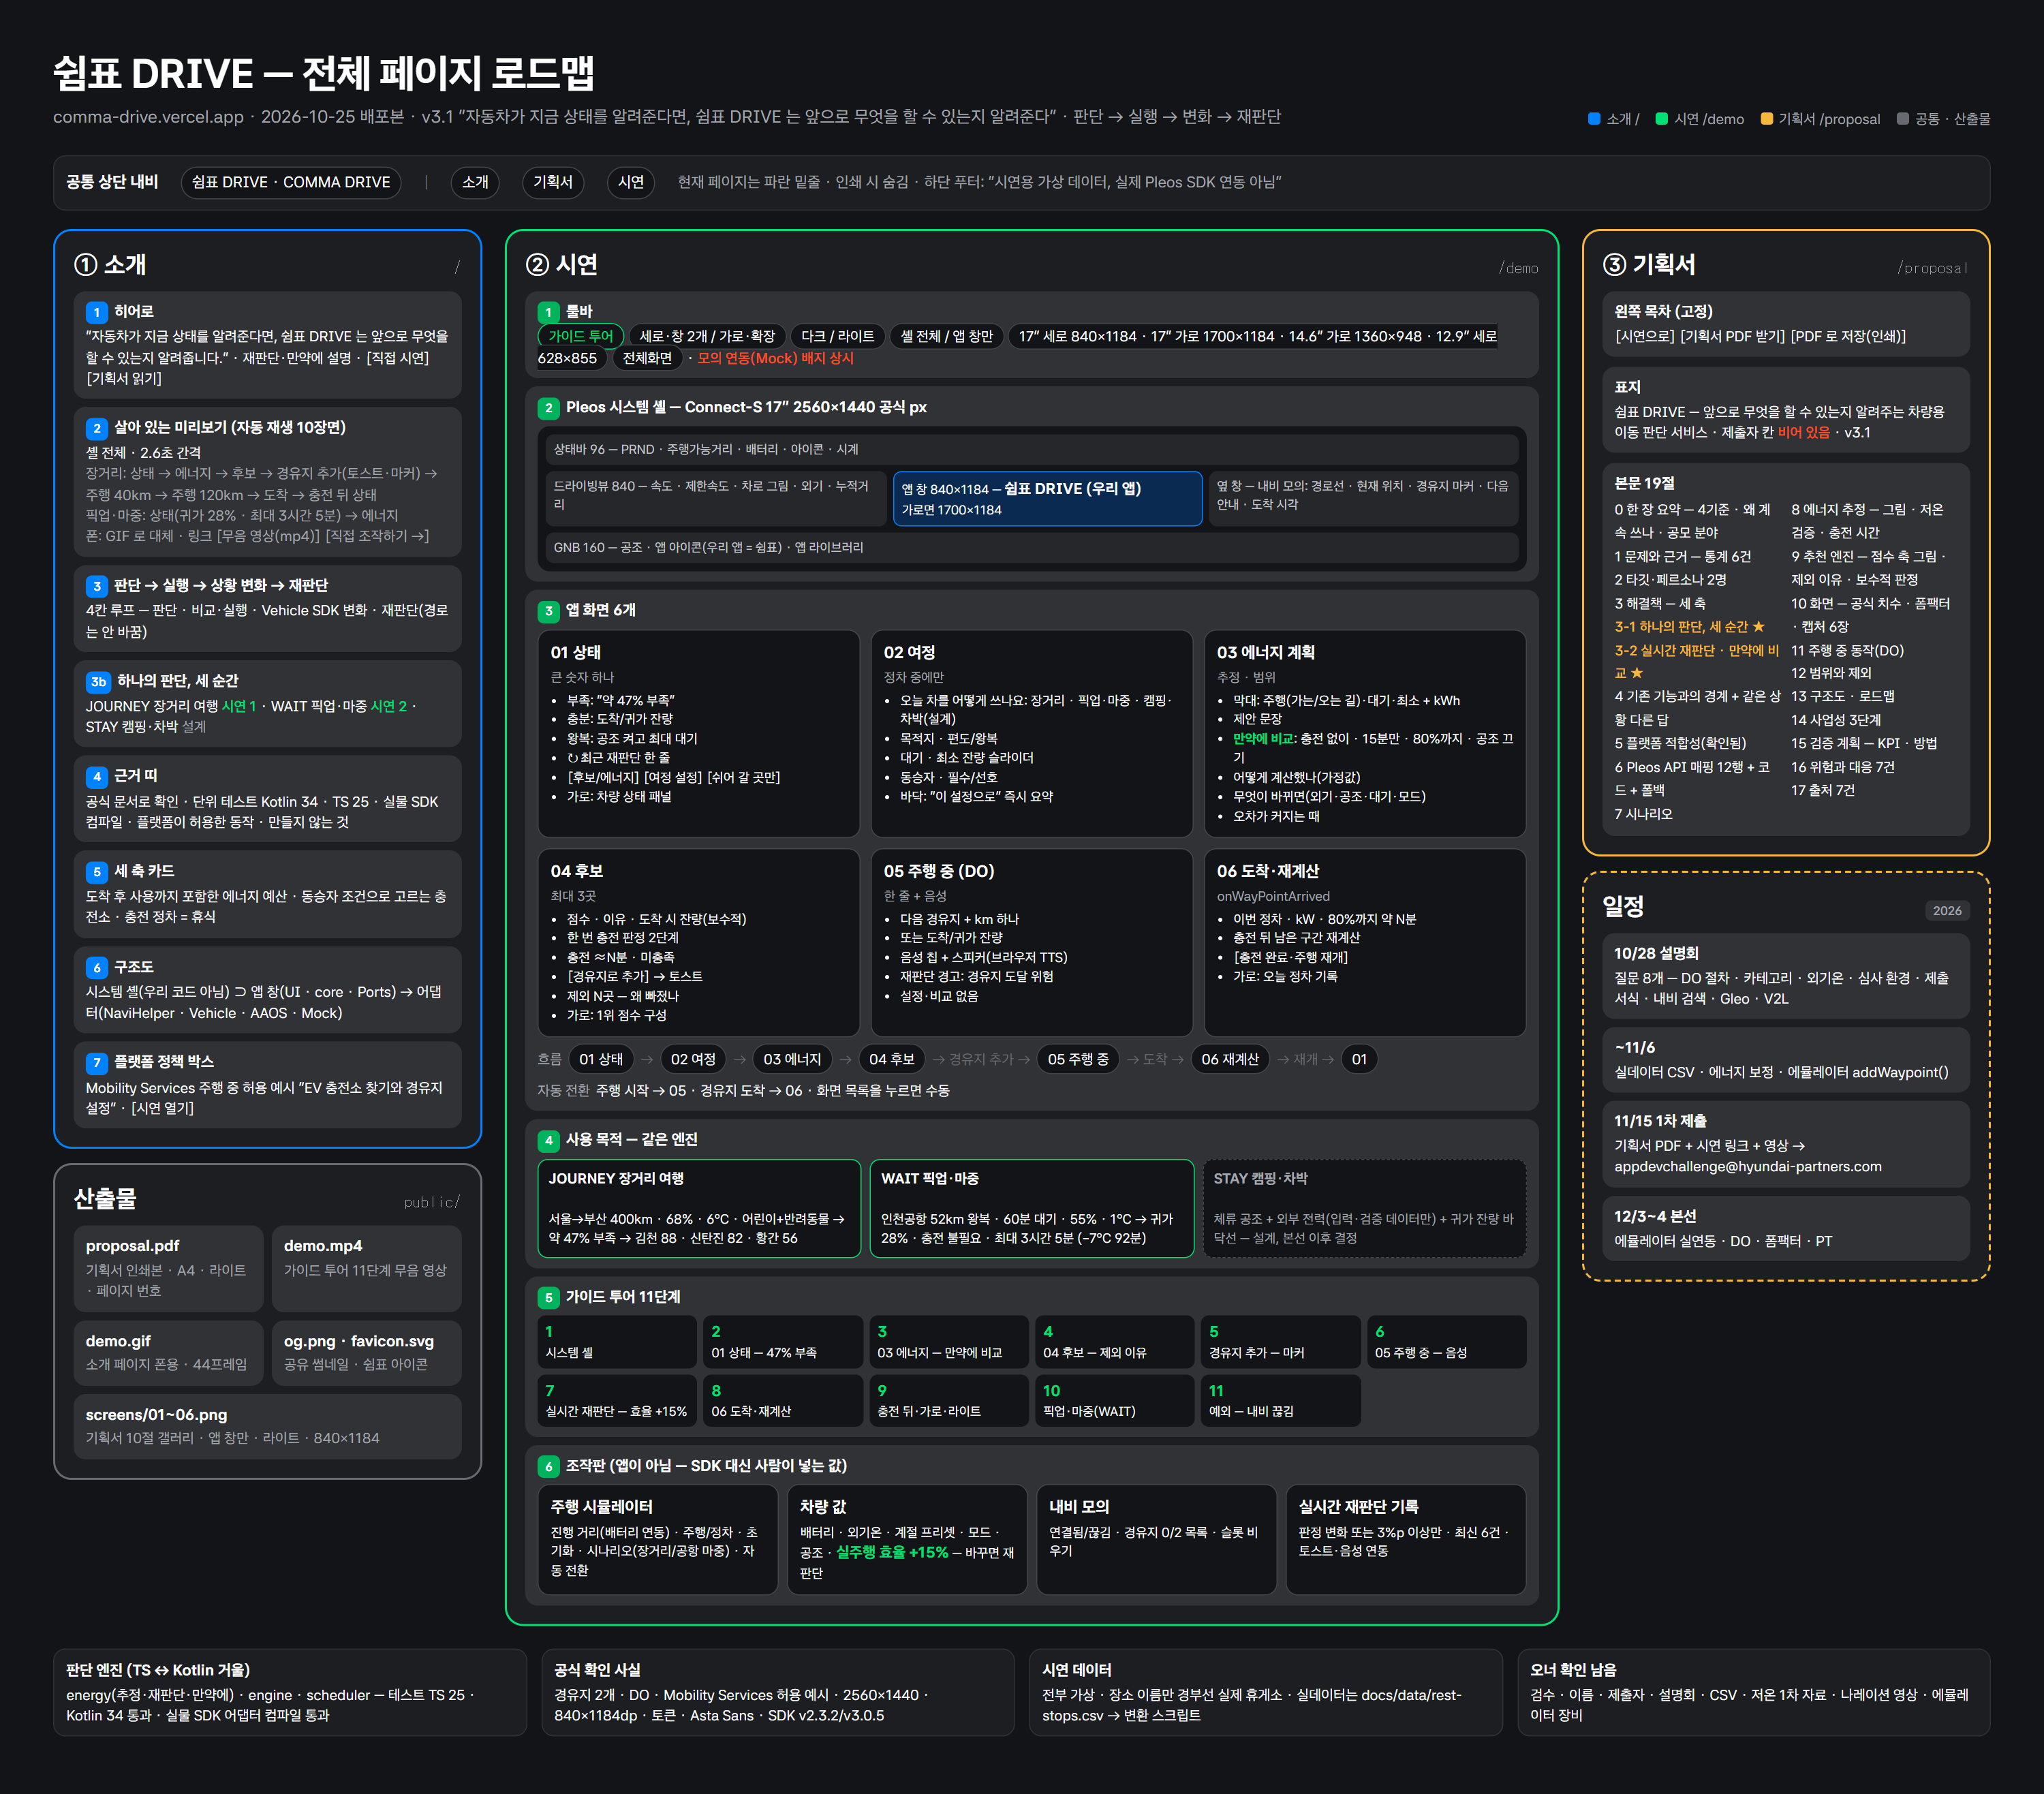 쉼표 DRIVE — 전체 페이지 로드맵
comma-drive.vercel.app · 2026-10-25 배포본 · v3.1 “자동차가 지금 상태를 알려준다면, 쉼표 DRIVE 는 앞으로 무엇을 할 수 있는지 알려준다” · 판단 → 실행 → 변화 → 재판단
소개 /
시연 /demo
기획서 /proposal
공통 · 산출물
공통 상단 내비
쉼표 DRIVE · COMMA DRIVE
|
소개
기획서
시연
현재 페이지는 파란 밑줄 · 인쇄 시 숨김 · 하단 푸터: “시연용 가상 데이터, 실제 Pleos SDK 연동 아님”
① 소개
/
1 히어로
“자동차가 지금 상태를 알려준다면, 쉼표 DRIVE 는 앞으로 무엇을
할 수 있는지 알려줍니다.“ · 재판단·만약에 설명 · [직접 시연]
[기획서 읽기]
2 살아 있는 미리보기 (자동 재생 10장면)
셸 전체 · 2.6초 간격
장거리: 상태 → 에너지 → 후보 → 경유지 추가(토스트·마커) →
주행 40km → 주행 120km → 도착 → 충전 뒤 상태
픽업·마중: 상태(귀가 28% · 최대 3시간 5분) → 에너지
폰: GIF 로 대체 · 링크 [무음 영상(mp4)] [직접 조작하기 →]
3 판단 → 실행 → 상황 변화 → 재판단
4칸 루프 — 판단 · 비교·실행 · Vehicle SDK 변화 · 재판단(경로
는 안 바꿈)
3b 하나의 판단, 세 순간
JOURNEY 장거리 여행 시연 1 · WAIT 픽업·마중 시연 2 ·
STAY 캠핑·차박 설계
4 근거 띠
공식 문서로 확인 · 단위 테스트 Kotlin 34 · TS 25 · 실물 SDK
컴파일 · 플랫폼이 허용한 동작 · 만들지 않는 것
5 세 축 카드
도착 후 사용까지 포함한 에너지 예산 · 동승자 조건으로 고르는 충
전소 · 충전 정차 = 휴식
6 구조도
시스템 셸(우리 코드 아님) ⊃ 앱 창(UI · core · Ports) → 어댑
터(NaviHelper · Vehicle · AAOS · Mock)
7 플랫폼 정책 박스
Mobility Services 주행 중 허용 예시 “EV 충전소 찾기와 경유지
설정” · [시연 열기]
산출물
public/
proposal.pdf
기획서 인쇄본 · A4 · 라이트
· 페이지 번호
demo.mp4
가이드 투어 11단계 무음 영상
demo.gif
소개 페이지 폰용 · 44프레임
og.png · favicon.svg
공유 썸네일 · 쉼표 아이콘
screens/01~06.png
기획서 10절 갤러리 · 앱 창만 · 라이트 · 840×1184
② 시연
/demo
1 툴바
가이드 투어
세로·창 2개 / 가로·확장
다크 / 라이트
셸 전체 / 앱 창만
17″ 세로 840×1184 · 17″ 가로 1700×1184 · 14.6″ 가로 1360×948 · 12.9″ 세로
628×855
전체화면
· 모의 연동(Mock) 배지 상시
2 Pleos 시스템 셸 — Connect-S 17″ 2560×1440 공식 px
상태바 96 — PRND · 주행가능거리 · 배터리 · 아이콘 · 시계
드라이빙뷰 840 — 속도 · 제한속도 · 차로 그림 · 외기 · 누적거
리
앱 창 840×1184 — 쉼표 DRIVE (우리 앱)
가로면 1700×1184
옆 창 — 내비 모의: 경로선 · 현재 위치 · 경유지 마커 · 다음
안내 · 도착 시각
GNB 160 — 공조 · 앱 아이콘(우리 앱 = 쉼표) · 앱 라이브러리
3 앱 화면 6개
01 상태
큰 숫자 하나
• 부족: “약 47% 부족”
• 충분: 도착/귀가 잔량
• 왕복: 공조 켜고 최대 대기
• ↻ 최근 재판단 한 줄
• [후보/에너지] [여정 설정] [쉬어 갈 곳만]
• 가로: 차량 상태 패널
02 여정
정차 중에만
• 오늘 차를 어떻게 쓰나요: 장거리 · 픽업·마중 · 캠핑·
차박(설계)
• 목적지 · 편도/왕복
• 대기 · 최소 잔량 슬라이더
• 동승자 · 필수/선호
• 바닥: “이 설정으로” 즉시 요약
03 에너지 계획
추정 · 범위
• 막대: 주행(가는/오는 길)·대기·최소 + kWh
• 제안 문장
• 만약에 비교: 충전 없이 · 15분만 · 80%까지 · 공조 끄
기
• 어떻게 계산했나(가정값)
• 무엇이 바뀌면(외기·공조·대기·모드)
• 오차가 커지는 때
04 후보
최대 3곳
• 점수 · 이유 · 도착 시 잔량(보수적)
• 한 번 충전 판정 2단계
• 충전 ≈N분 · 미충족
• [경유지로 추가] → 토스트
• 제외 N곳 — 왜 빠졌나
• 가로: 1위 점수 구성
05 주행 중 (DO)
한 줄 + 음성
• 다음 경유지 + km 하나
• 또는 도착/귀가 잔량
• 음성 칩 + 스피커(브라우저 TTS)
• 재판단 경고: 경유지 도달 위험
• 설정·비교 없음
06 도착·재계산
onWayPointArrived
• 이번 정차 · kW · 80%까지 약 N분
• 충전 뒤 남은 구간 재계산
• [충전 완료·주행 재개]
• 가로: 오늘 정차 기록
흐름 01 상태 → 02 여정 → 03 에너지 → 04 후보 → 경유지 추가 → 05 주행 중 → 도착 → 06 재계산 → 재개 → 01
자동 전환 주행 시작 → 05 · 경유지 도착 → 06 · 화면 목록을 누르면 수동
4 사용 목적 — 같은 엔진
JOURNEY 장거리 여행
서울→부산 400km · 68% · 6°C · 어린이+반려동물 →
약 47% 부족 → 김천 88 · 신탄진 82 · 황간 56
WAIT 픽업·마중
인천공항 52km 왕복 · 60분 대기 · 55% · 1°C → 귀가
28% · 충전 불필요 · 최대 3시간 5분 (−7°C 92분)
STAY 캠핑·차박
체류 공조 + 외부 전력(입력·검증 데이터만) + 귀가 잔량 바
닥선 — 설계, 본선 이후 결정
5 가이드 투어 11단계
1
시스템 셸
2
01 상태 — 47% 부족
3
03 에너지 — 만약에 비교
4
04 후보 — 제외 이유
5
경유지 추가 — 마커
6
05 주행 중 — 음성
7
실시간 재판단 — 효율 +15%
8
06 도착·재계산
9
충전 뒤·가로·라이트
10
픽업·마중(WAIT)
11
예외 — 내비 끊김
6 조작판 (앱이 아님 — SDK 대신 사람이 넣는 값)
주행 시뮬레이터
진행 거리(배터리 연동) · 주행/정차 · 초
기화 · 시나리오(장거리/공항 마중) · 자
동 전환
차량 값
배터리 · 외기온 · 계절 프리셋 · 모드 ·
공조 · 실주행 효율 +15% — 바꾸면 재
판단
내비 모의
연결됨/끊김 · 경유지 0/2 목록 · 슬롯 비
우기
실시간 재판단 기록
판정 변화 또는 3%p 이상만 · 최신 6건 ·
토스트·음성 연동
③ 기획서
/proposal
왼쪽 목차 (고정)
[시연으로] [기획서 PDF 받기] [PDF 로 저장(인쇄)]
표지
쉼표 DRIVE — 앞으로 무엇을 할 수 있는지 알려주는 차량용
이동 판단 서비스 · 제출자 칸 비어 있음 · v3.1
본문 19절
0 한 장 요약 — 4기준 · 왜 계
속 쓰나 · 공모 분야
1 문제와 근거 — 통계 6건
2 타깃·페르소나 2명
3 해결책 — 세 축
3-1 하나의 판단, 세 순간 ★
3-2 실시간 재판단 · 만약에 비
교 ★
4 기존 기능과의 경계 + 같은 상
황 다른 답
5 플랫폼 적합성(확인됨)
6 Pleos API 매핑 12행 + 코
드 + 폴백
7 시나리오
8 에너지 추정 — 그림 · 저온
검증 · 충전 시간
9 추천 엔진 — 점수 축 그림 ·
제외 이유 · 보수적 판정
10 화면 — 공식 치수 · 폼팩터
· 캡처 6장
11 주행 중 동작(DO)
12 범위와 제외
13 구조도 · 로드맵
14 사업성 3단계
15 검증 계획 — KPI · 방법
16 위험과 대응 7건
17 출처 7건
일정
2026
10/28 설명회
질문 8개 — DO 절차 · 카테고리 · 외기온 · 심사 환경 · 제출
서식 · 내비 검색 · Gleo · V2L
~11/6
실데이터 CSV · 에너지 보정 · 에뮬레이터 addWaypoint()
11/15 1차 제출
기획서 PDF + 시연 링크 + 영상 →
appdevchallenge@hyundai-partners.com
12/3~4 본선
에뮬레이터 실연동 · DO · 폼팩터 · PT
판단 엔진 (TS ↔ Kotlin 거울)
energy(추정·재판단·만약에) · engine · scheduler — 테스트 TS 25 ·
Kotlin 34 통과 · 실물 SDK 어댑터 컴파일 통과
공식 확인 사실
경유지 2개 · DO · Mobility Services 허용 예시 · 2560×1440 ·
840×1184dp · 토큰 · Asta Sans · SDK v2.3.2/v3.0.5
시연 데이터
전부 가상 · 장소 이름만 경부선 실제 휴게소 · 실데이터는 docs/data/rest-
stops.csv → 변환 스크립트
오너 확인 남음
검수 · 이름 · 제출자 · 설명회 · CSV · 저온 1차 자료 · 나레이션 영상 · 에뮬레
이터 장비